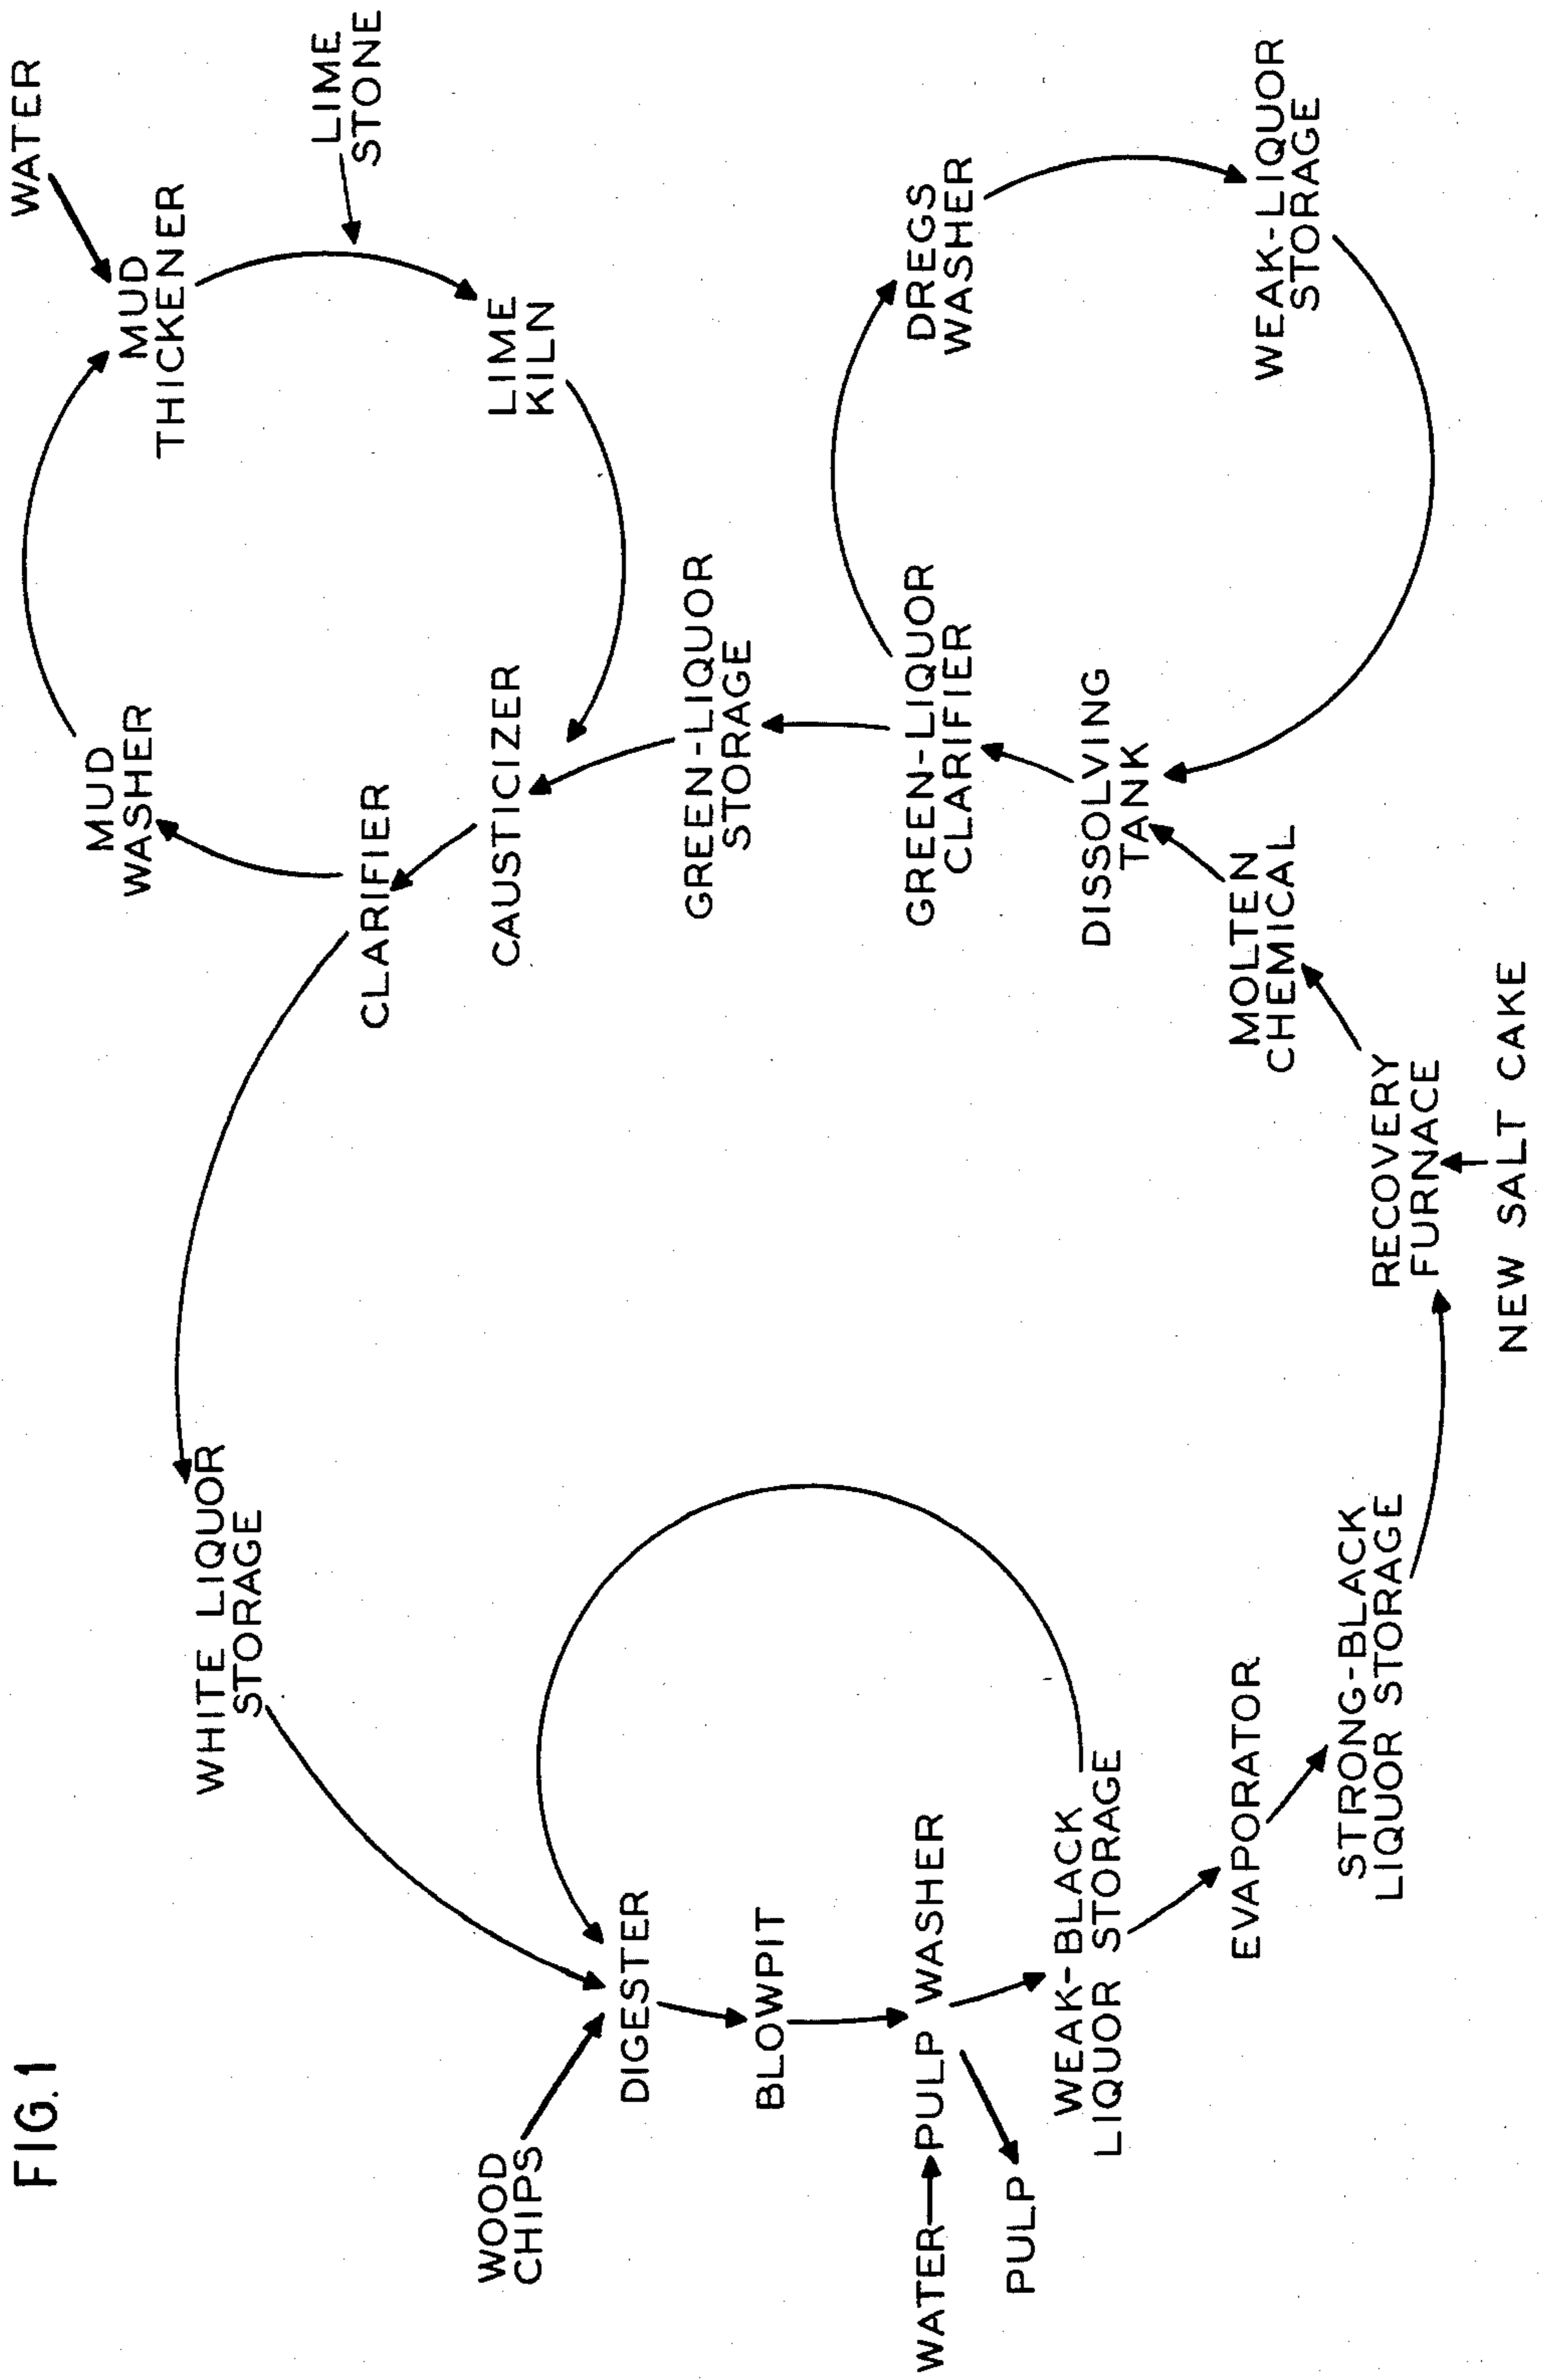 FIG.1
WATER
MUD
THICKENER
LIME
STONE
LIME
KILN
MUD
WASHER
CLARIFIER
CAUSTICIZER
WHITE LIQUOR
STORAGE
GREEN-LIQUOR
STORAGE
GREEN-LIQUOR
CLARIFIER
DREGS
WASHER
WEAK-LIQUOR
STORAGE
DISSOLVING
TANK
MOLTEN
CHEMICAL
RECOVERY
FURNACE
NEW SALT CAKE
WOOD
CHIPS
DIGESTER
BLOWPIT
WATER
PULP WASHER
PULP
WEAK-BLACK
LIQUOR STORAGE
EVAPORATOR
STRONG-BLACK
LIQUOR STORAGE